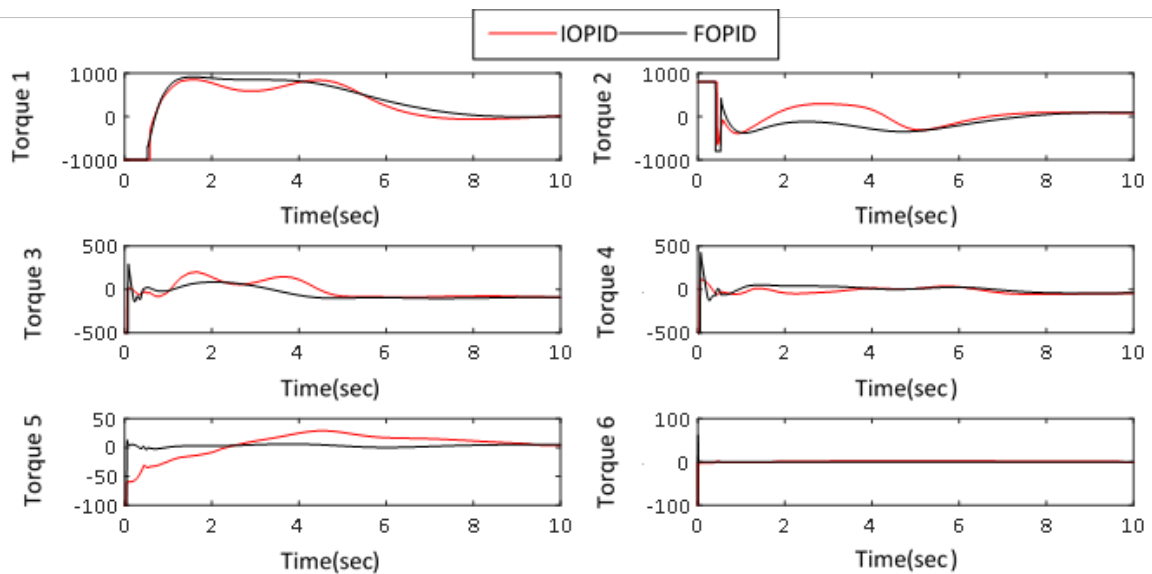 IOPID FOPID
Torque 1
1000
0
-1000
0 2 4 6 8 10
Time(sec)
Torque 2
1000
0
-1000
0 2 4 6 8 10
Time(sec )
Torque 3
500
0
-500
0 2 4 6 8 10
Time(sec)
Torque 4
500
0
-500
0 2 4 6 8 10
Time(sec )
Torque 5
50
0
-50
-100
0 2 4 6 8 10
Time(sec)
Torque 6
100
0
-100
0 2 4 6 8 10
Time(sec )